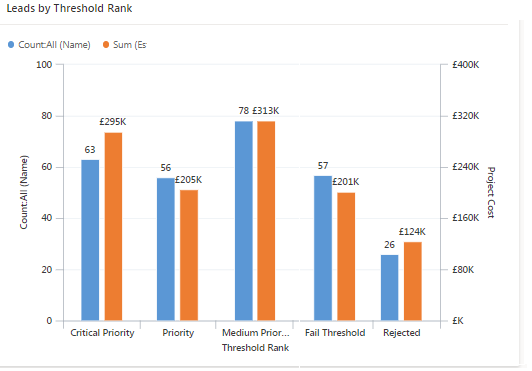 Leads by Threshold Rank
Count:All (Name) Sum (Es
100 £400K
80 £320K
60 £240K
40 £160K
20 £80K
0 £K
Count:All (Name)
Project Cost
63 £295K
56 £205K
78 £313K
57 £201K
26 £124K
Critical Priority Priority Medium Prior... Fail Threshold Rejected
Threshold Rank